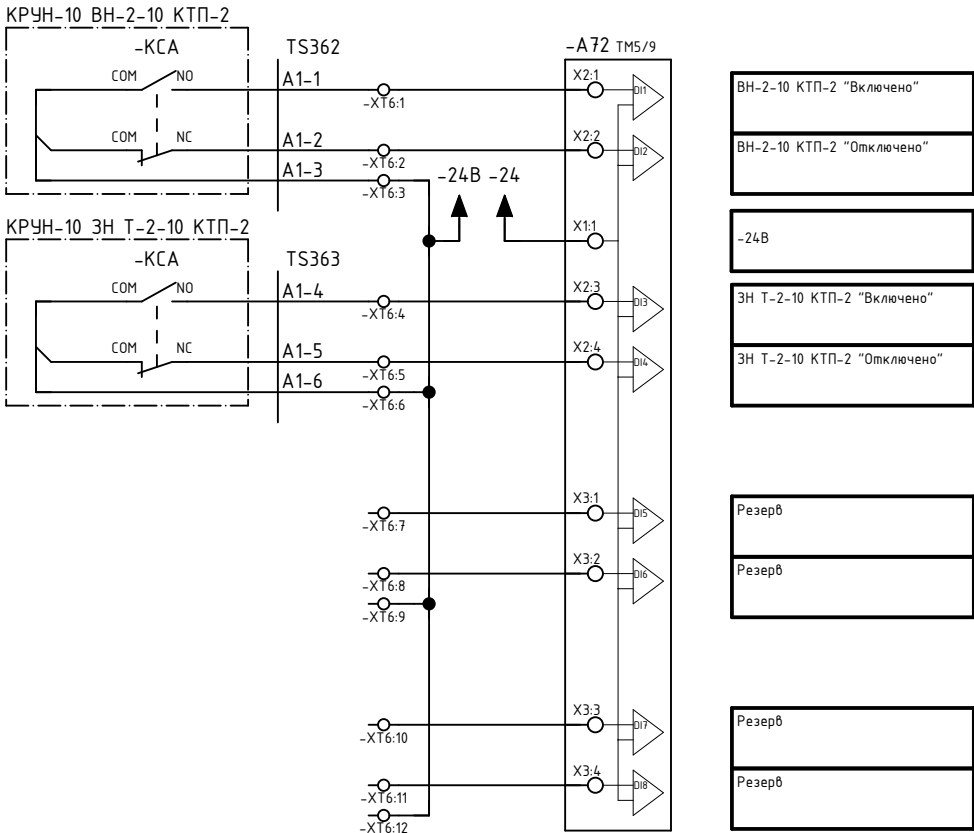 КРУН-10 ВН-2-10 КТП-2
-КСА
TS362
-A72 ТМ5/9
COM
NO
A1-1
-XT6:1
X2:1
DI1
ВН-2-10 КТП-2 "Включено"
COM
NC
A1-2
-XT6:2
X2:2
DI2
ВН-2-10 КТП-2 "Отключено"
A1-3
-XT6:3
-24В
-24
КРУН-10 ЗН Т-2-10 КТП-2
X1:1
-24В
-КСА
TS363
COM
NO
A1-4
-XT6:4
X2:3
DI3
ЗН Т-2-10 КТП-2 "Включено"
COM
NC
A1-5
-XT6:5
X2:4
DI4
ЗН Т-2-10 КТП-2 "Отключено"
A1-6
-XT6:6
-XT6:7
X3:1
DI5
Резерв
-XT6:8
X3:2
DI6
Резерв
-XT6:9
-XT6:10
X3:3
DI7
Резерв
-XT6:11
X3:4
DI8
Резерв
-XT6:12